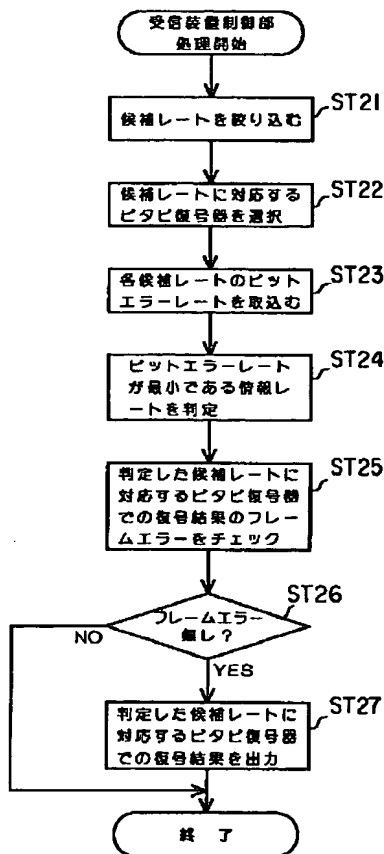 受信装置制御部
処理開始
ST21
候補レートを絞り込む
ST22
候補レートに対応する
ビタビ復号器を選択
ST23
各候補レートのビット
エラーレートを取込む
ST24
ビットエラーレート
が最小である情報レ
ートを判定
ST25
判定した候補レートに
対応するビタビ復号器
での復号結果のフレー
ムエラーをチェック
ST26
フレームエラー
無し？
NO
YES
ST27
判定した候補レートに
対応するビタビ復号器
での復号結果を出力
終 了